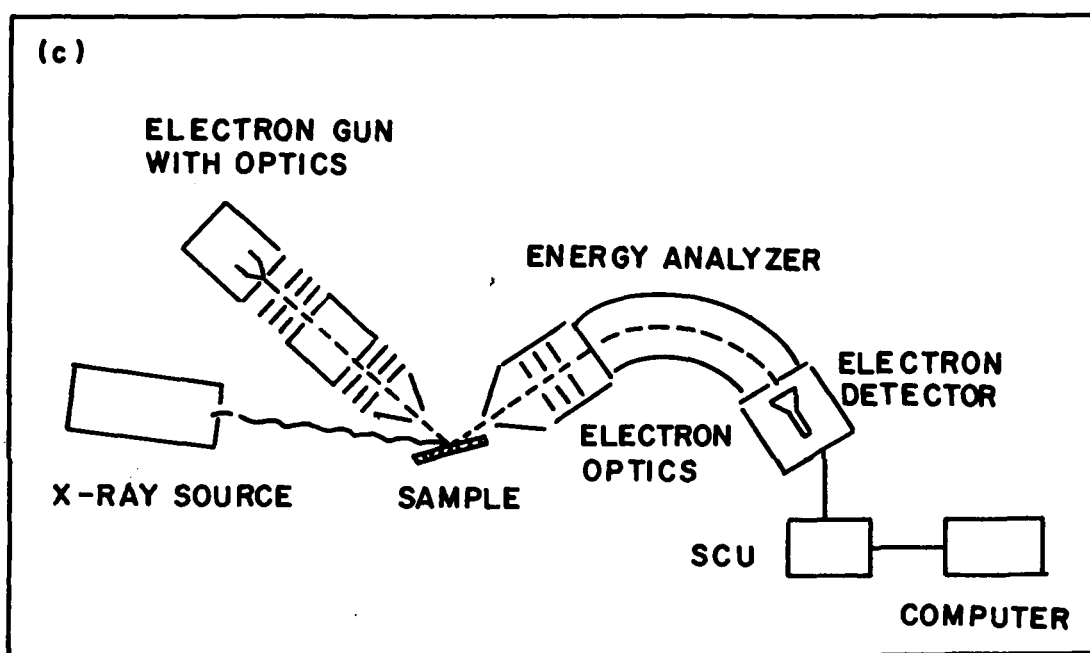 (c)
ELECTRON GUN
WITH OPTICS
ENERGY ANALYZER
ELECTRON
DETECTOR
ELECTRON
OPTICS
X-RAY SOURCE
SAMPLE
SCU
COMPUTER